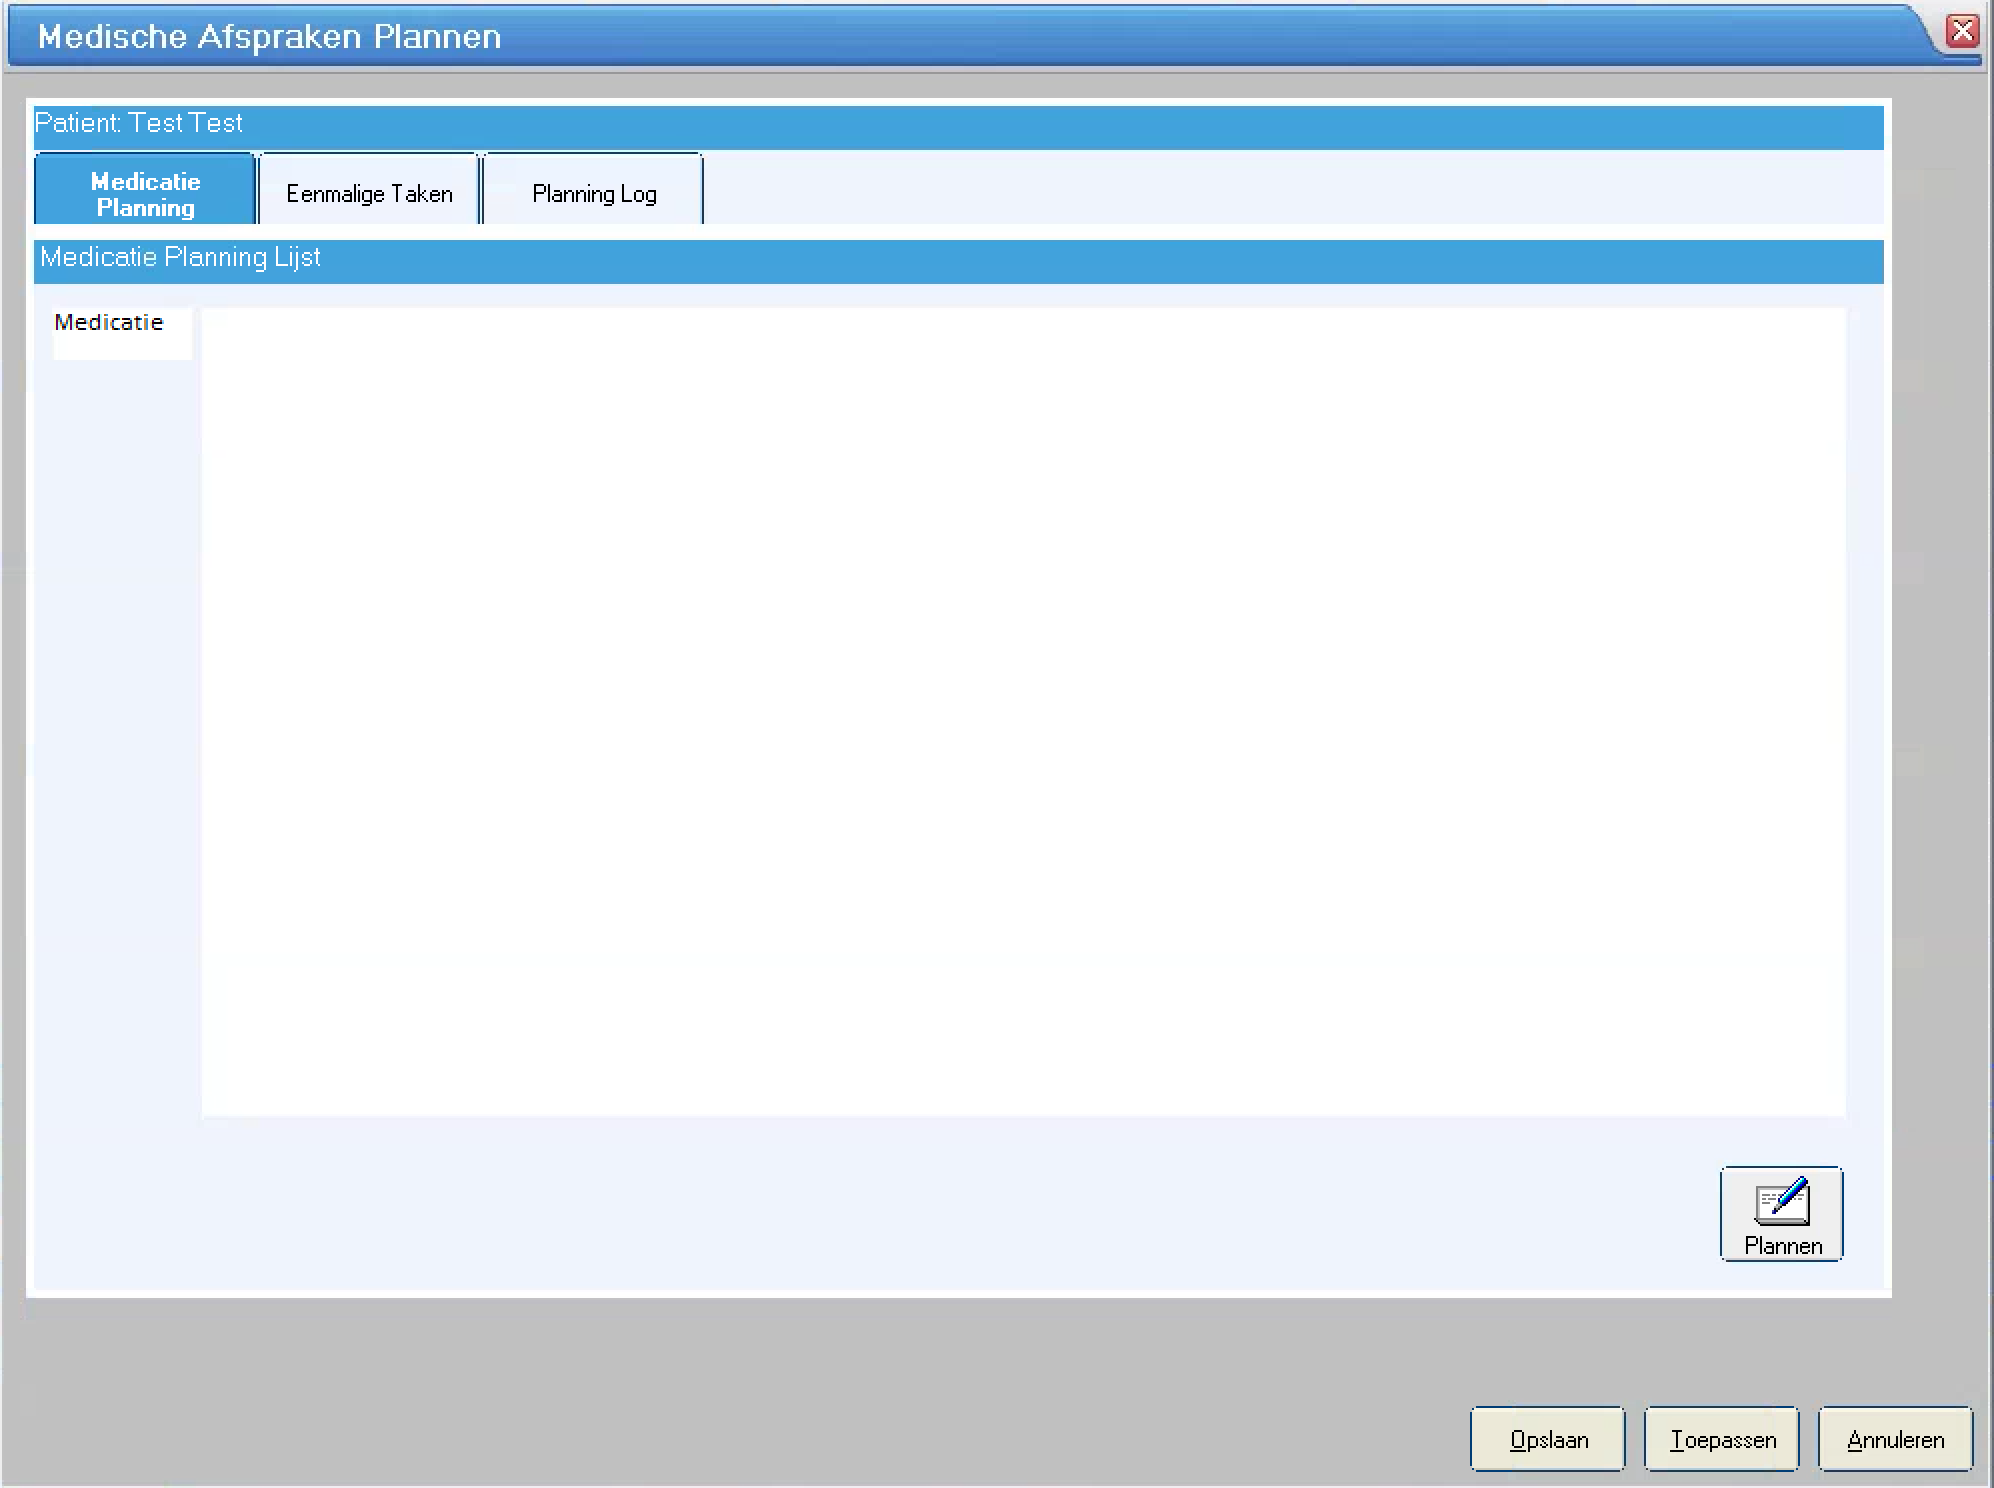 Medische Afspraken Plannen
Patient: Test Test
Medicatie
Planning
Eenmalige Taken
Planning Log
Medicatie Planning Lijst
Medicatie
Plannen
Opslaan
Toepassen
Annuleren